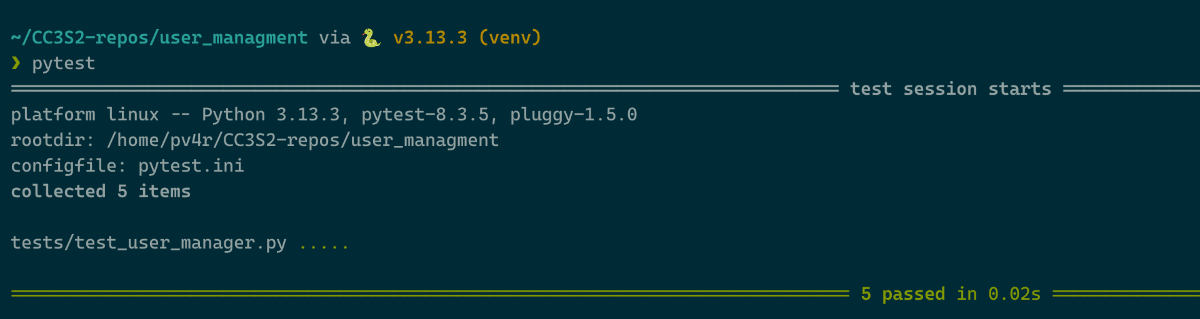 ~/CC3S2-repos/user_managment via 🐍 v3.13.3 (venv)
❯ pytest
════════ test session starts ════════
platform linux -- Python 3.13.3, pytest-8.3.5, pluggy-1.5.0
rootdir: /home/pv4r/CC3S2-repos/user_managment
configfile: pytest.ini
collected 5 items

tests/test_user_manager.py .....

════════ 5 passed in 0.02s ════════